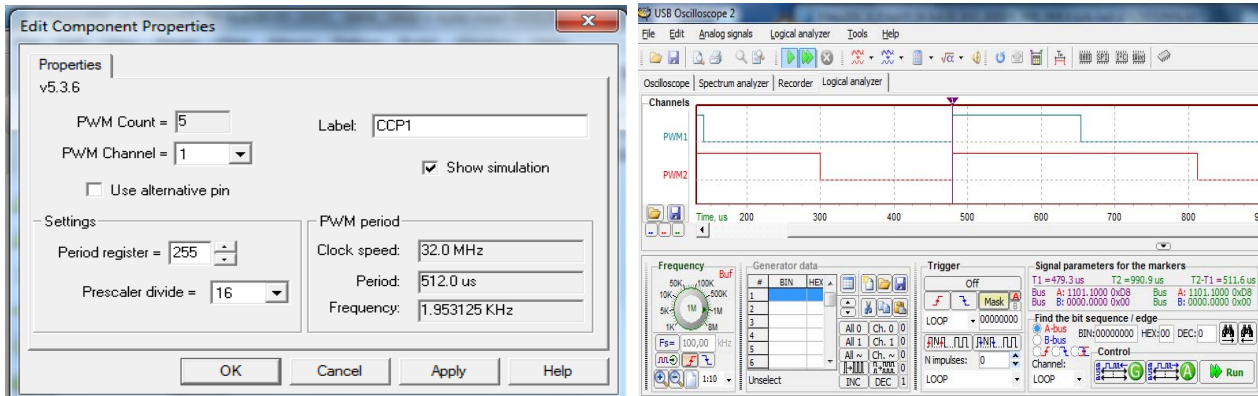 Edit Component Properties
Properties
v5.3.6
PWM Count = 5
Label: CCP1
PWM Channel = 1
Show simulation
Use alternative pin
Settings
Period register = 255
Prescaler divide = 16
PWM period
Clock speed: 32.0 MHz
Period: 512.0 us
Frequency: 1.953125 KHz
OK Cancel Apply Help
USB Oscilloscope 2
File Edit Analog signals Logical analyzer Tools Help
Oscilloscope Spectrum analyzer Recorder Logical analyzer
Channels
PWM1
PWM2
Time, us 200 300 400 500 600 700 800 9
Frequency
Buf
50K 100K
10K 500K
5K 1M 1M
1K 8M
Fs= 100,00 kHz
1:10
Generator data
# BIN HEX
1
2
3
4
5
6
Unselect
All 0 Ch. 0 0
All 1 Ch. 1 0
All ~ Ch. ~ 0
INC DEC 1
Trigger
Off
Mask A
LOOP 00000000
N impulses: 0
LOOP
Signal parameters for the markers
T1 =479.3 us T2 =990.9 us T2-T1 =511.6 us
Bus A: 1101.1000 0xD8 Bus A: 1101.1000 0xD8
Bus B: 0000.0000 0x00 Bus B: 0000.0000 0x00
Find the bit sequence / edge
A-bus BIN: 00000000 HEX: 00 DEC: 0
B-bus
Control
Channel:
LOOP G A Run